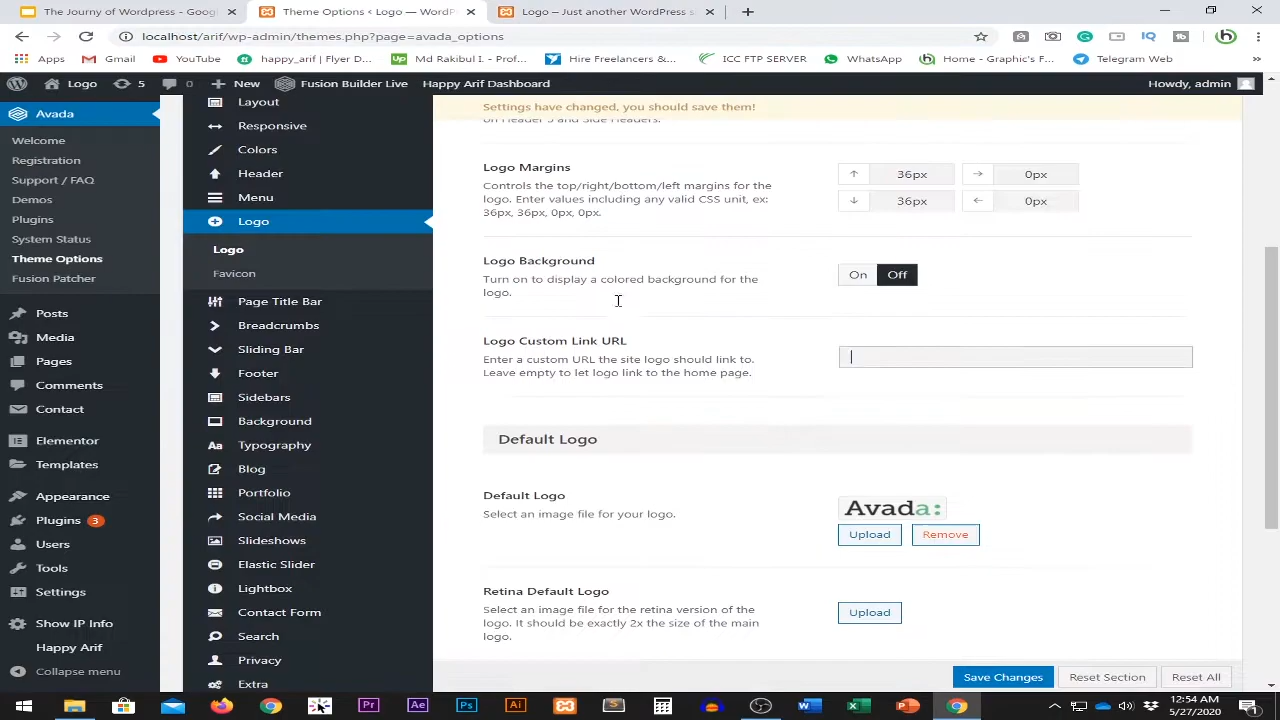 The Journy of Wordpress - Googl
Theme Options < Logo — WordP
Logo – Just another WordPress s
localhost/arif/wp-admin/themes.php?page=avada_options
Apps
Gmail
YouTube
happy_arif | Flyer D...
Md Rakibul I. - Prof...
Hire Freelancers &...
ICC FTP SERVER
WhatsApp
Home - Graphic's F...
Telegram Web
»
Logo
5
0
New
Fusion Builder Live
Happy Arif Dashboard
Howdy, admin
Avada
Welcome
Registration
Support / FAQ
Demos
Plugins
System Status
Theme Options
Fusion Patcher
Posts
Media
Pages
Comments
Contact
Elementor
Templates
Appearance
Plugins 3
Users
Tools
Settings
Show IP Info
Happy Arif
Collapse menu
Layout
Responsive
Colors
Header
Menu
Logo
Logo
Favicon
Page Title Bar
Breadcrumbs
Sliding Bar
Footer
Sidebars
Background
Typography
Blog
Portfolio
Social Media
Slideshows
Elastic Slider
Lightbox
Contact Form
Search
Privacy
Extra
Settings have changed, you should save them!
on Header 5 and Side Headers.
Logo Margins
Controls the top/right/bottom/left margins for the
logo. Enter values including any valid CSS unit, ex:
36px, 36px, 0px, 0px.
36px
0px
36px
0px
Logo Background
Turn on to display a colored background for the
logo.
On
Off
Logo Custom Link URL
Enter a custom URL the site logo should link to.
Leave empty to let logo link to the home page.
Default Logo
Default Logo
Select an image file for your logo.
Avada:
Upload
Remove
Retina Default Logo
Select an image file for the retina version of the
logo. It should be exactly 2x the size of the main
logo.
Upload
Save Changes
Reset Section
Reset All
Pr
Ae
Ps
Ai
12:54 AM
5/27/2020